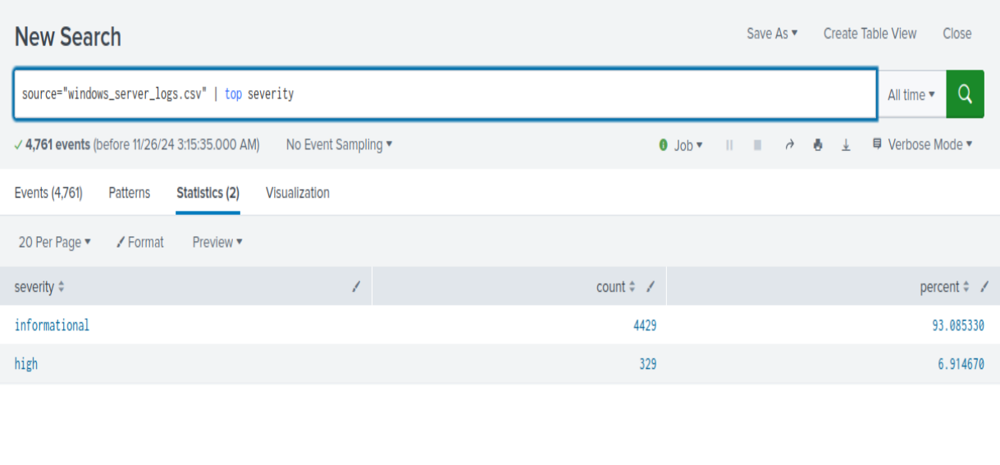 New Search
Save As Create Table View Close
source="windows_server_logs.csv" | top severity
All time
4,761 events (before 11/26/24 3:15:35.000 AM) No Event Sampling
Job Verbose Mode
Events (4,761) Patterns Statistics (2) Visualization
20 Per Page Format Preview
severity count percent
informational 4429 93.085330
high 329 6.914670